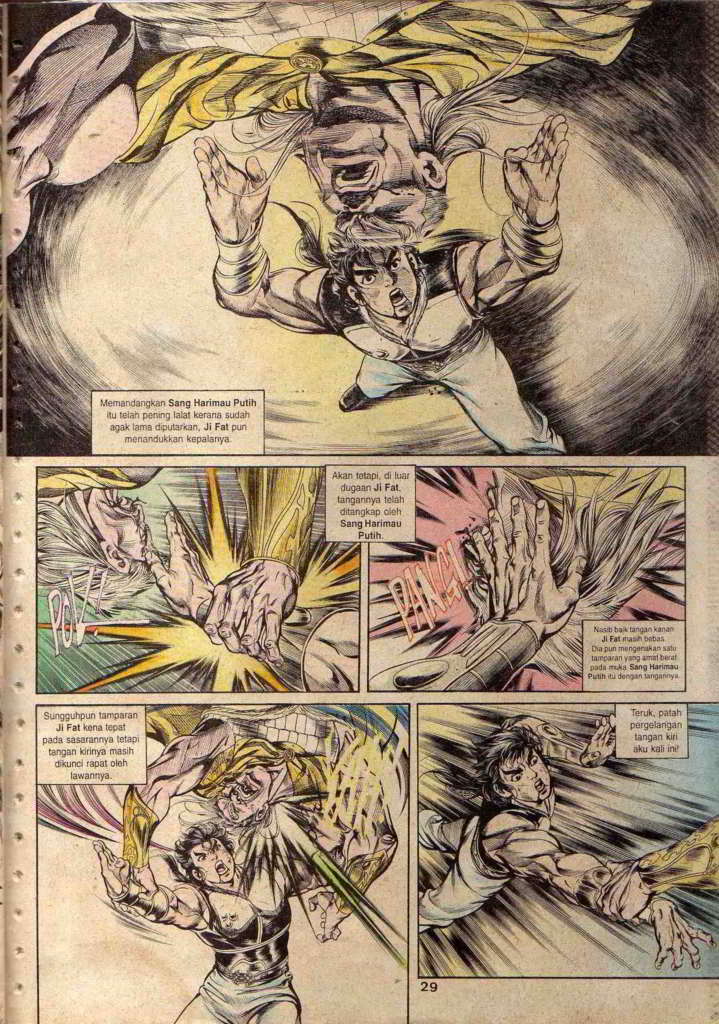 Memandangkan Sang Harimau Putih
itu telah pening lalat kerana sudah
agak lama diputarkan, Ji Fat pun
menandukkan kepalanya.
Akan tetapi, di luar
dugaan Ji Fat,
tangannya telah
ditangkap oleh
Sang Harimau
Putih.
POK!!
PANG!!
Nasib baik tangan kanan
Ji Fat masih bebas.
Dia pun mengenakan satu
tamparan yang amat berat
pada muka Sang Harimau
Putih itu dengan tangannya.
Sungguhpun tamparan
Ji Fat kena tepat
pada sasarannya tetapi
tangan kirinya masih
dikunci rapat oleh
lawannya.
Teruk, patah
pergelangan
tangan kiri
aku kali ini!
29